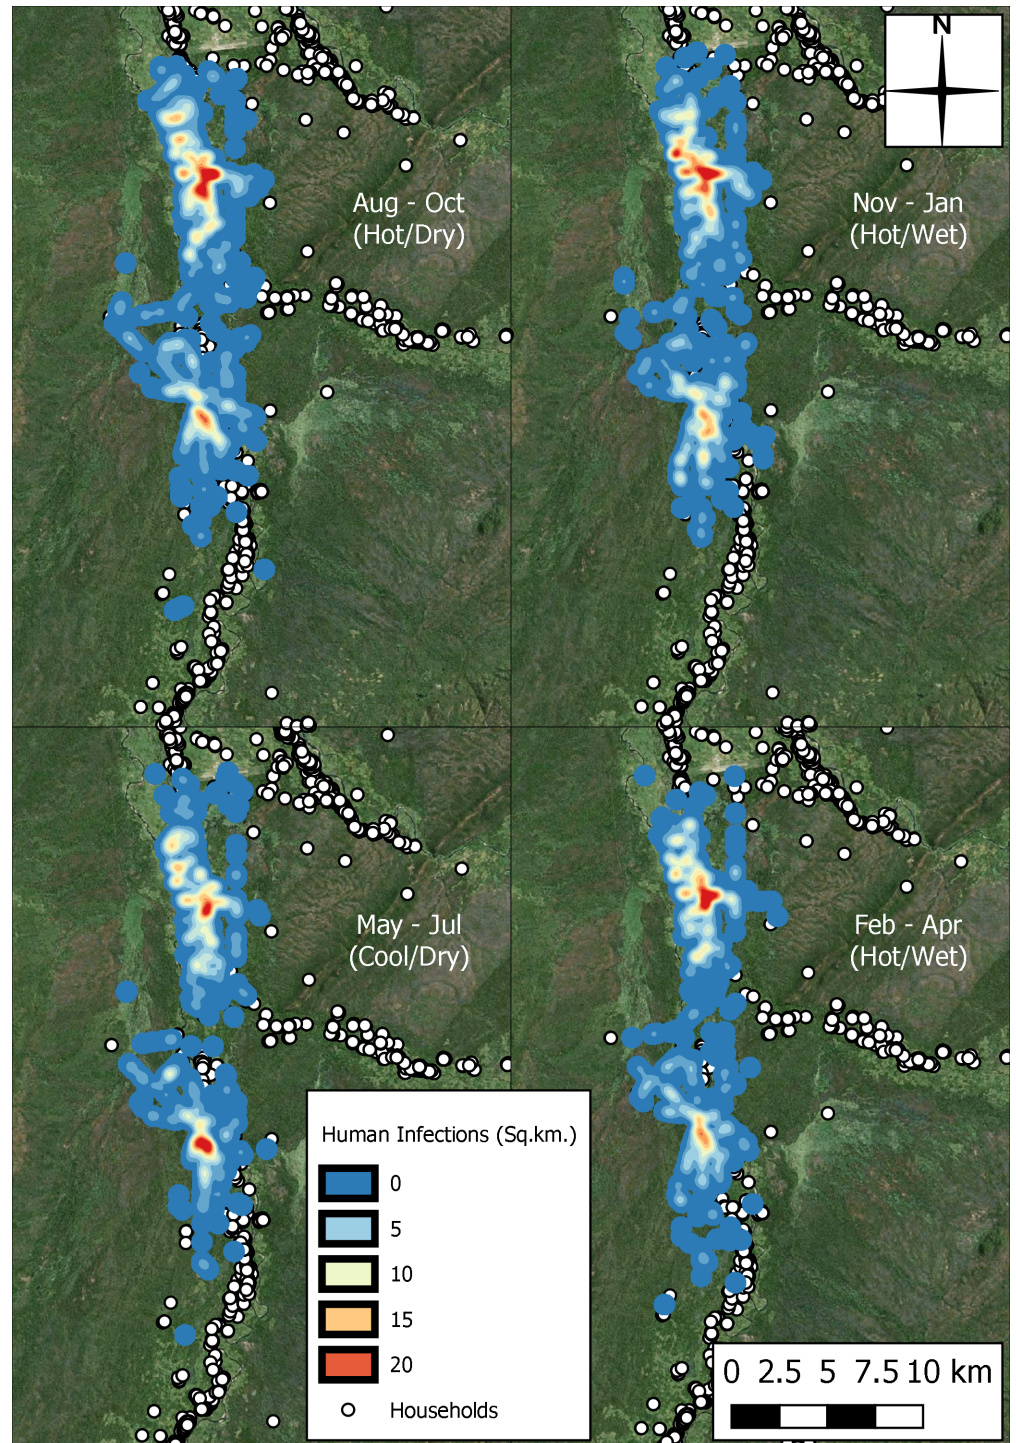 N
Aug - Oct
(Hot/Dry)
Nov - Jan
(Hot/Wet)
May - Jul
(Cool/Dry)
Feb - Apr
(Hot/Wet)
Human Infections (Sq.km.)
0
5
10
15
20
Households
0 2.5 5 7.5 10 km